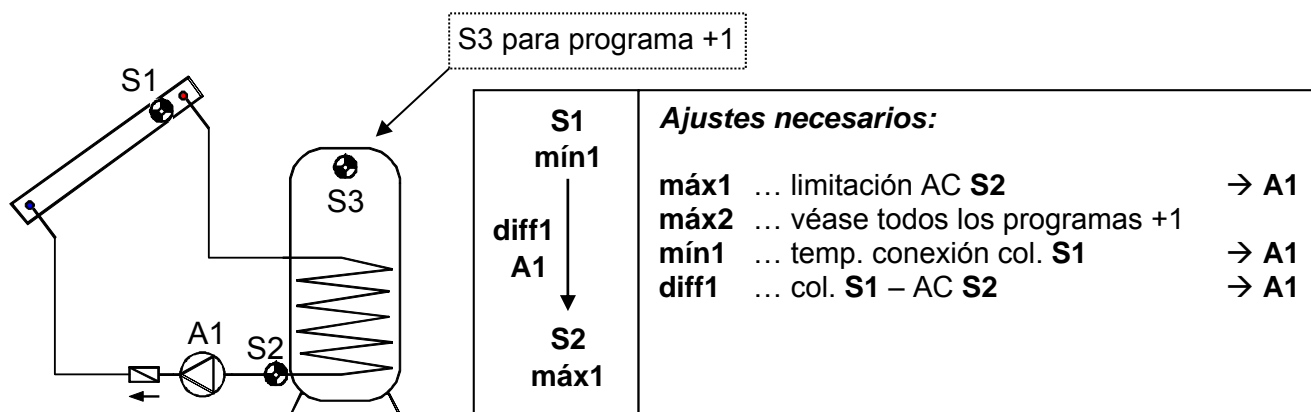 S3 para programa +1
S1
S3
A1
S2
S1
mín1
diff1
A1
S2
máx1
Ajustes necesarios:
máx1 … limitación AC S2 → A1
máx2 … véase todos los programas +1
mín1 … temp. conexión col. S1 → A1
diff1 … col. S1 – AC S2 → A1